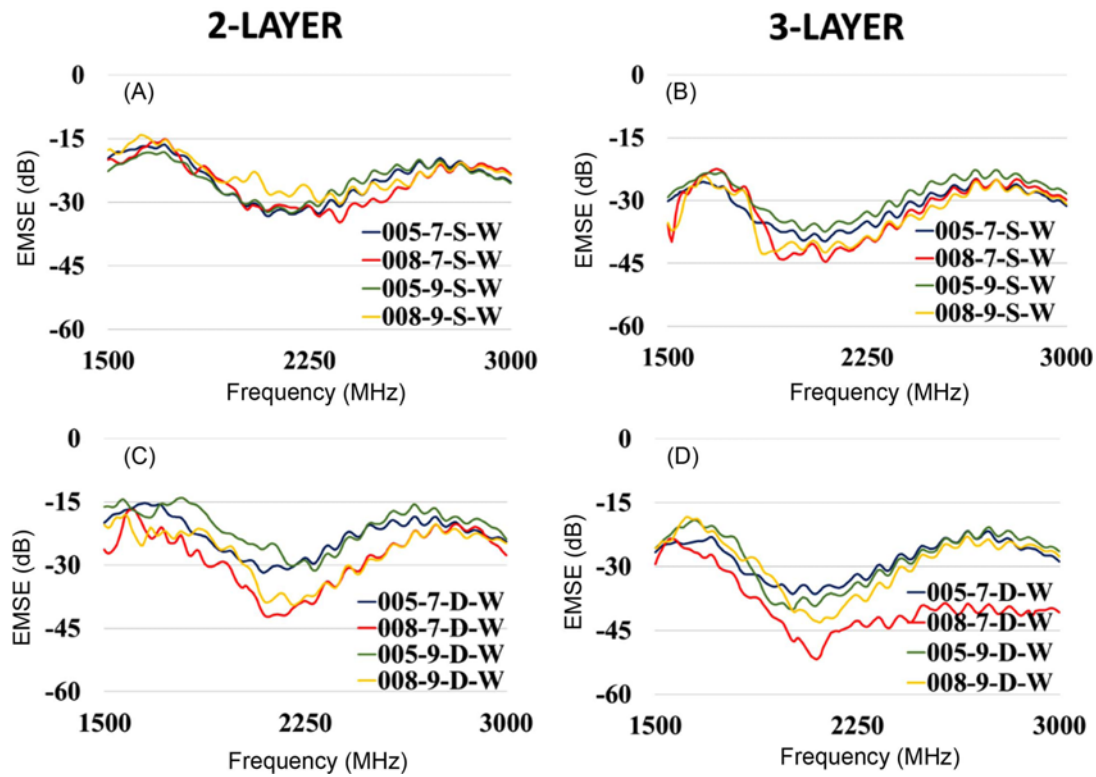 2-LAYER
3-LAYER
(A)
0
-15
-30
-45
-60
EMSE (dB)
005-7-S-W
008-7-S-W
005-9-S-W
008-9-S-W
1500
2250
3000
Frequency (MHz)
(B)
0
-15
-30
-45
-60
EMSE (dB)
005-7-S-W
008-7-S-W
005-9-S-W
008-9-S-W
1500
2250
3000
Frequency (MHz)
(C)
0
-15
-30
-45
-60
EMSE (dB)
005-7-D-W
008-7-D-W
005-9-D-W
008-9-D-W
1500
2250
3000
Frequency (MHz)
(D)
0
-15
-30
-45
-60
EMSE (dB)
005-7-D-W
008-7-D-W
005-9-D-W
008-9-D-W
1500
2250
3000
Frequency (MHz)